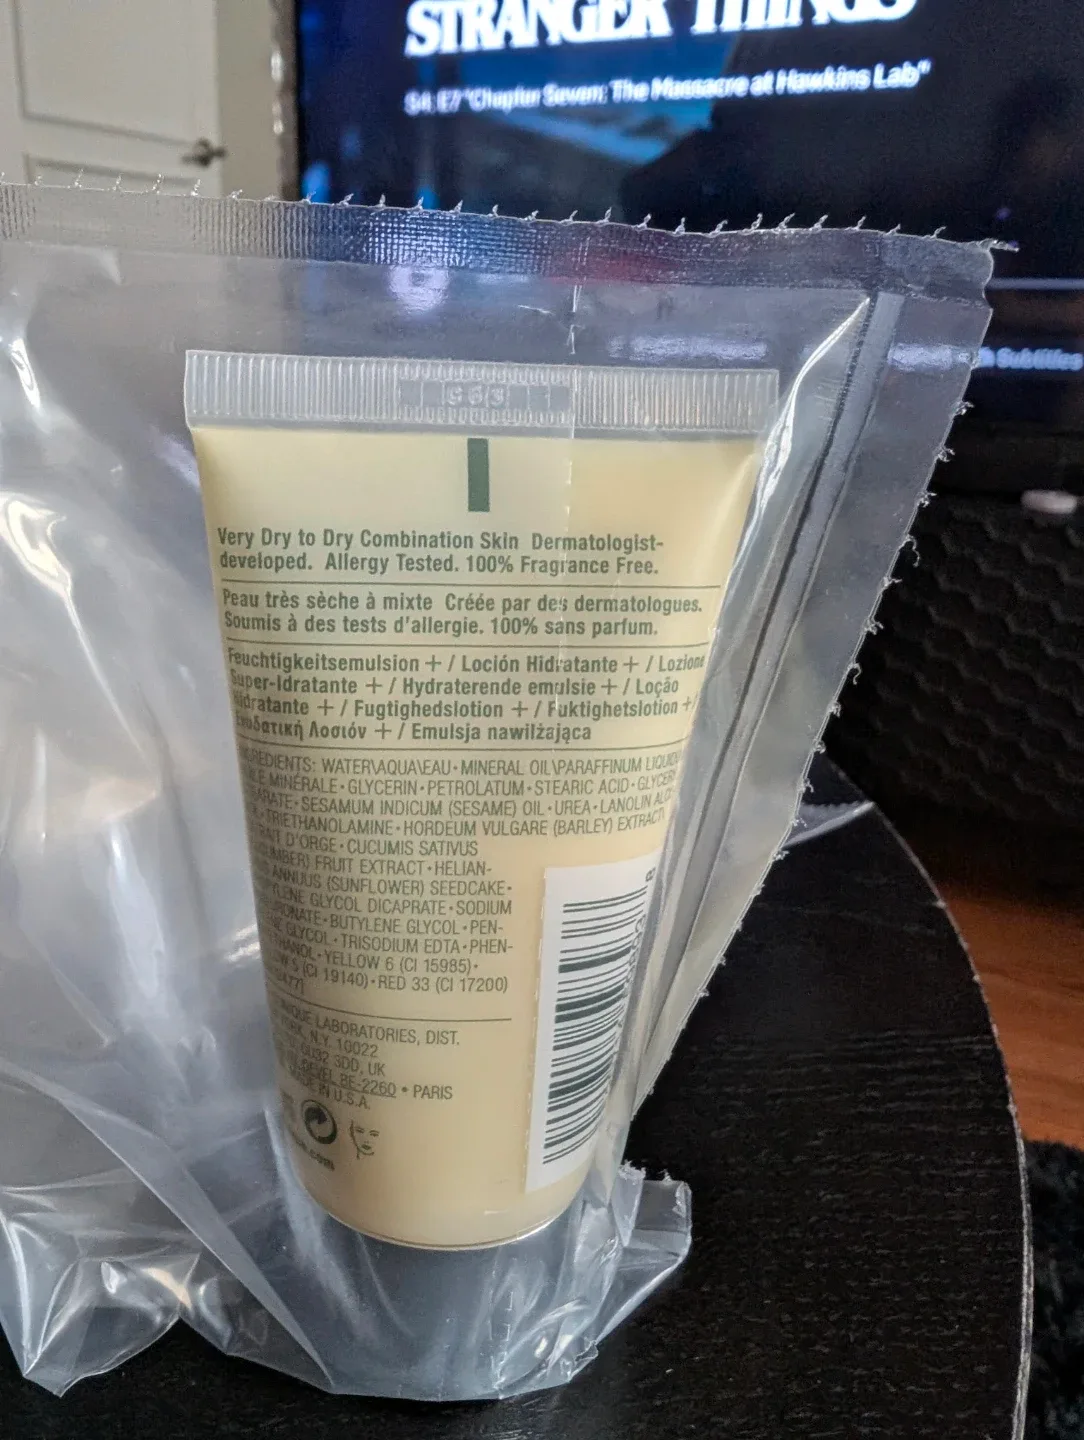 STRANGER THINGS
S4: E7 "Chapter Seven: The Massacre at Hawkins Lab"
Subtitles
Very Dry to Dry Combination Skin Dermatologist-
developed. Allergy Tested. 100% Fragrance Free.
Peau très sèche à mixte Créée par des dermatologues.
Soumis à des tests d'allergie. 100% sans parfum.
Feuchtigkeitsemulsion + / Loción Hidratante + / Lozione
Super-Idratante + / Hydraterende emulsie + / Loção
Hidratante + / Fugtighedslotion + / Fuktighetslotion + /
Λοσιόν + / Emulsja nawilżająca
INGREDIENTS: WATER\AQUA\EAU • MINERAL OIL\PARAFFINUM
MINÉRALE • GLYCERIN • PETROLATUM • STEARIC ACID •
SESAMUM INDICUM (SESAME) OIL • UREA • LANOLIN
TRIETHANOLAMINE • HORDEUM VULGARE (BARLEY) EXTRACT\
D'ORGE • CUCUMIS SATIVUS
FRUIT EXTRACT • HELIAN-
ANNUUS (SUNFLOWER) SEEDCAKE •
GLYCOL DICAPRATE • SODIUM
BUTYLENE GLYCOL • PEN-
GLYCOL • TRISODIUM EDTA • PHEN-
YELLOW 6 (CI 15985) •
(CI 19140) • RED 33 (CI 17200)
LABORATORIES, DIST.
N.Y. 10022
3DD, UK
BE-2260 • PARIS
IN U.S.A.